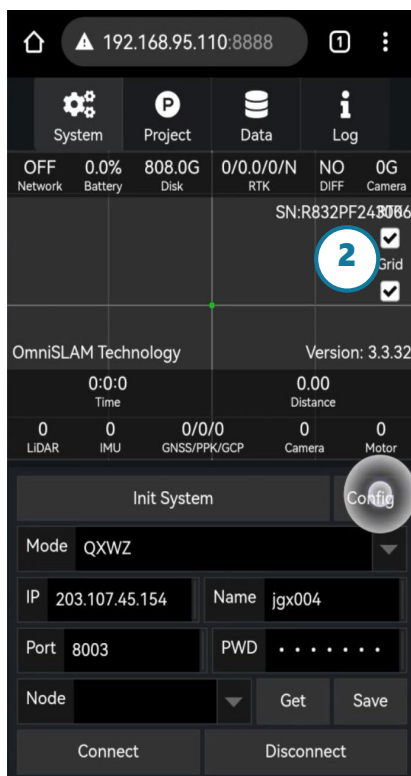 192.168.95.110:8888 1
System Project Data Log
OFF 0.0% 808.0G 0/0.0/0/N NO 0G
Network Battery Disk RTK DIFF Camera
SN:R832PF243066
2
Grid
OmniSLAM Technology Version: 3.3.32
0:0:0 0.00
Time Distance
0 0 0/0/0 0 0
LiDAR IMU GNSS/PPK/GCP Camera Motor
Init System Config
Mode QXWZ
IP 203.107.45.154 Name jgx004
Port 8003 PWD • • • • • • •
Node Get Save
Connect Disconnect